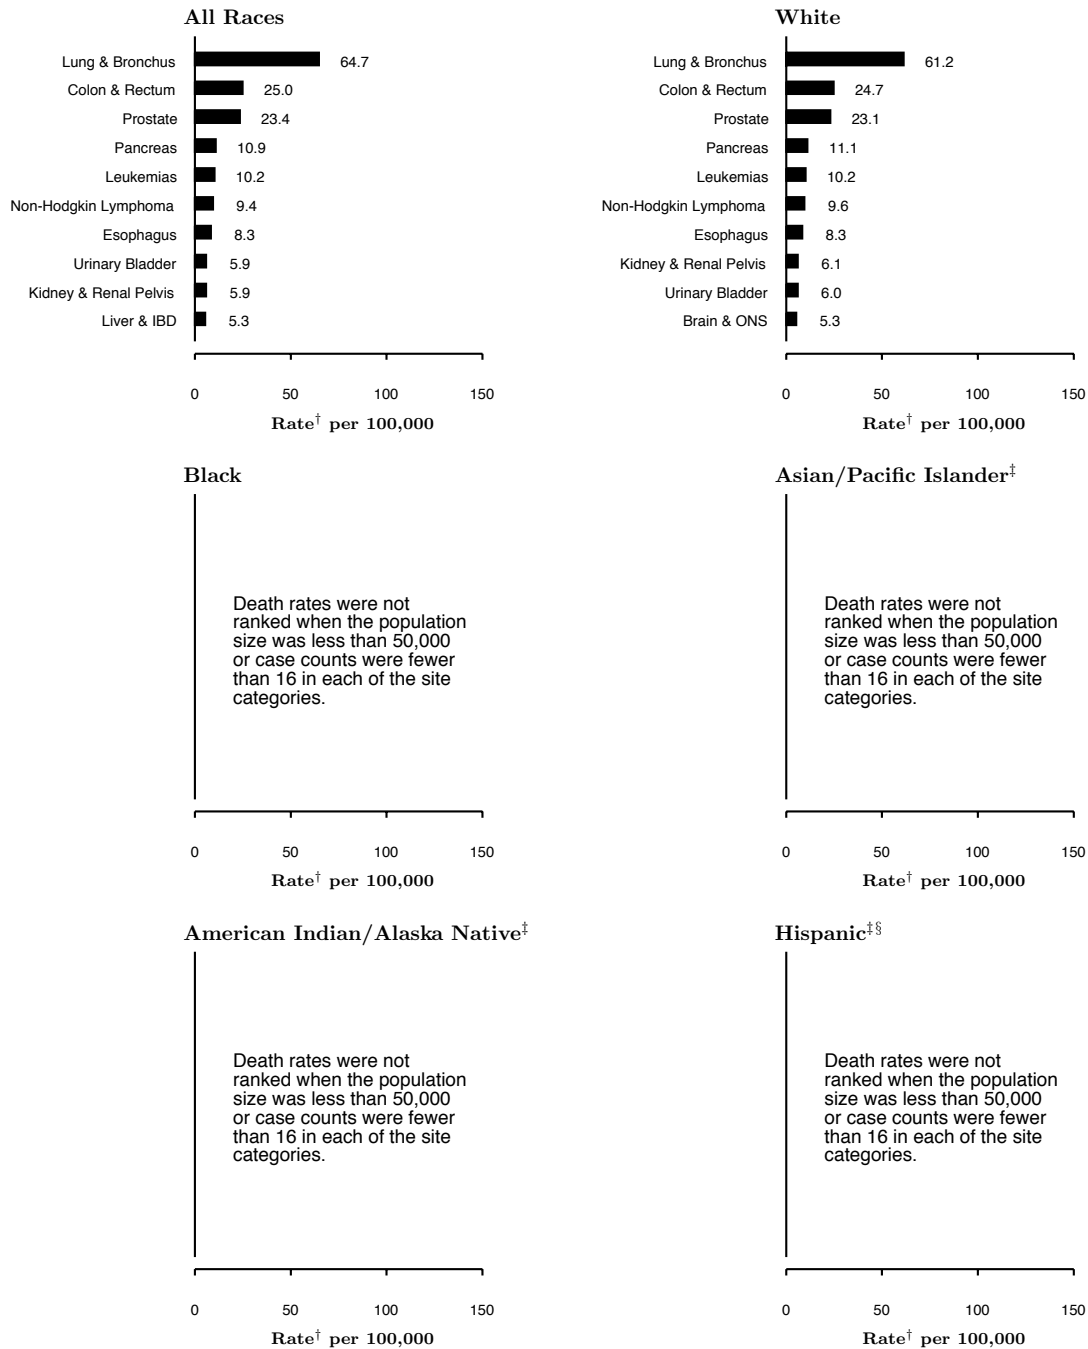 All Races
Lung & Bronchus 64.7
Colon & Rectum 25.0
Prostate 23.4
Pancreas 10.9
Leukemias 10.2
Non-Hodgkin Lymphoma 9.4
Esophagus 8.3
Urinary Bladder 5.9
Kidney & Renal Pelvis 5.9
Liver & IBD 5.3
0 50 100 150
Rate† per 100,000
White
Lung & Bronchus 61.2
Colon & Rectum 24.7
Prostate 23.1
Pancreas 11.1
Leukemias 10.2
Non-Hodgkin Lymphoma 9.6
Esophagus 8.3
Kidney & Renal Pelvis 6.1
Urinary Bladder 6.0
Brain & ONS 5.3
0 50 100 150
Rate† per 100,000
Black
Death rates were not
ranked when the population
size was less than 50,000
or case counts were fewer
than 16 in each of the site
categories.
0 50 100 150
Rate† per 100,000
Asian/Pacific Islander‡
Death rates were not
ranked when the population
size was less than 50,000
or case counts were fewer
than 16 in each of the site
categories.
0 50 100 150
Rate† per 100,000
American Indian/Alaska Native‡
Death rates were not
ranked when the population
size was less than 50,000
or case counts were fewer
than 16 in each of the site
categories.
0 50 100 150
Rate† per 100,000
Hispanic‡§
Death rates were not
ranked when the population
size was less than 50,000
or case counts were fewer
than 16 in each of the site
categories.
0 50 100 150
Rate† per 100,000